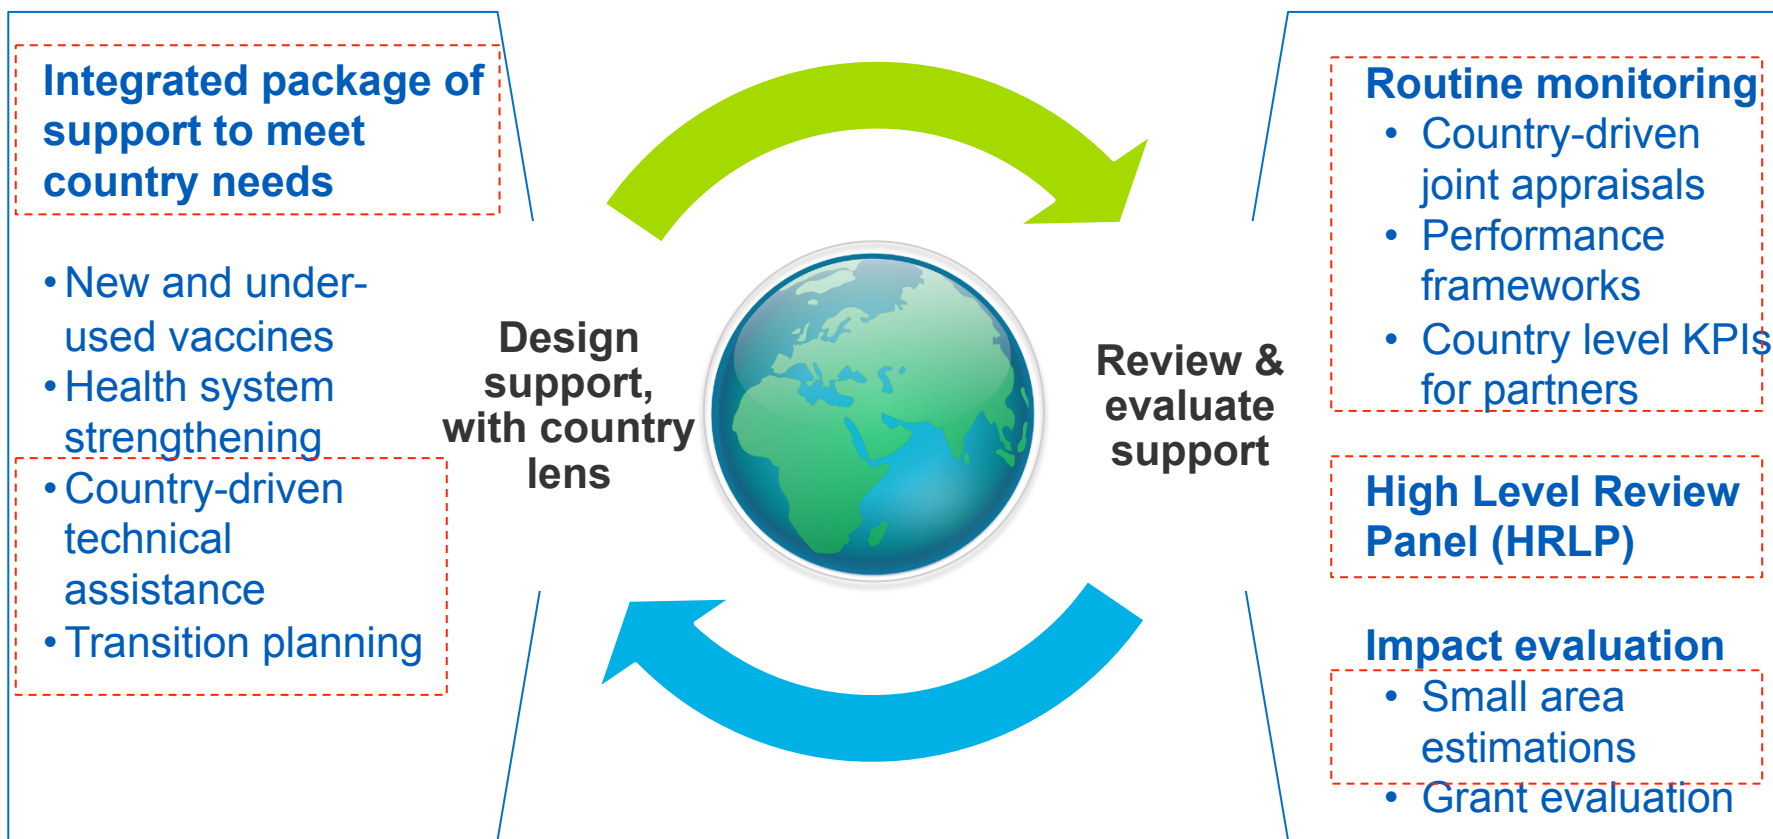 Integrated package of
support to meet
country needs
• New and under-
used vaccines
• Health system
strengthening
• Country-driven
technical
assistance
• Transition planning
Design
support,
with country
lens
Review &
evaluate
support
Routine monitoring
• Country-driven
joint appraisals
• Performance
frameworks
• Country level KPIs
for partners
High Level Review
Panel (HRLP)
Impact evaluation
• Small area
estimations
• Grant evaluation